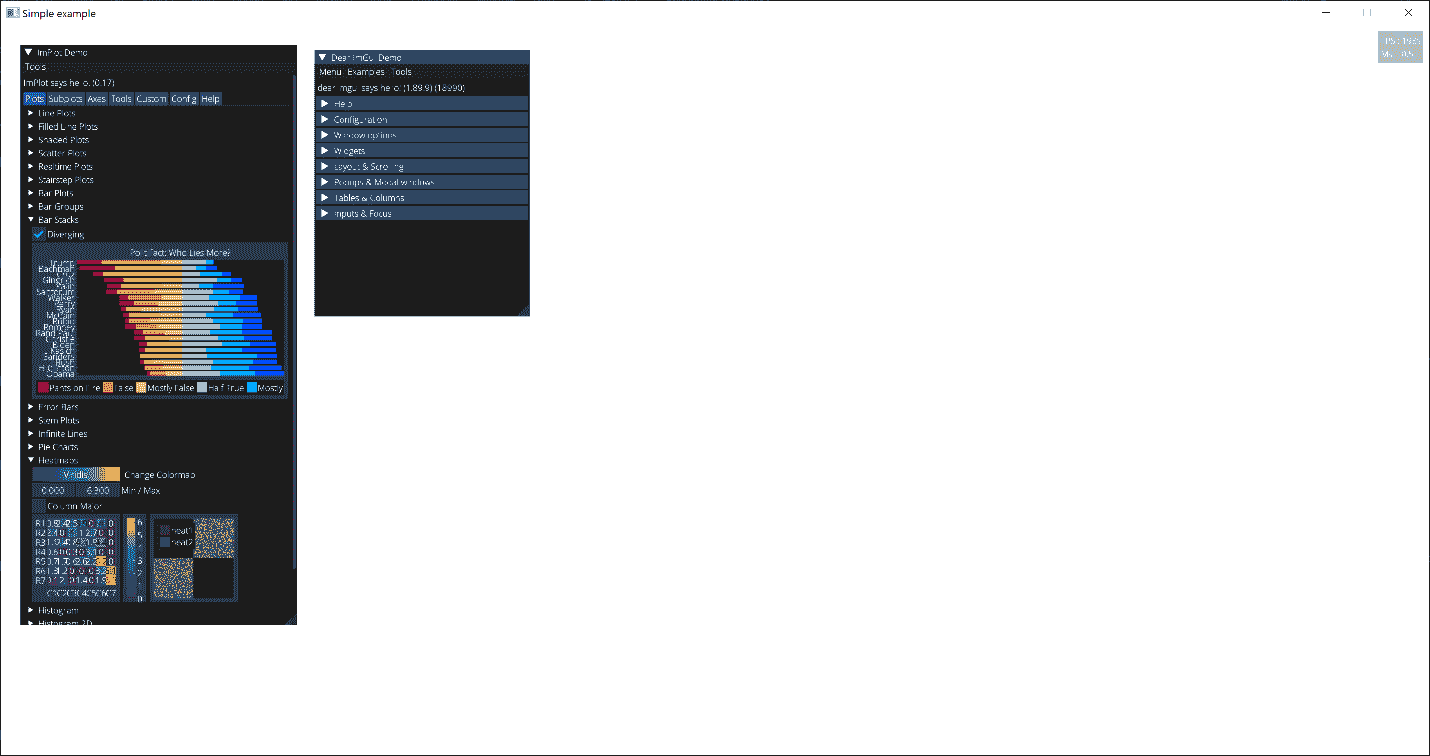 Simple example
ImPlot Demo
Tools
ImPlot says hello. (0.17)
Plots Subplots Axes Tools Custom Config Help
Line Plots
Filled Line Plots
Shaded Plots
Scatter Plots
Realtime Plots
Stairstep Plots
Bar Plots
Bar Groups
Bar Stacks
Diverging
PolitiFact: Who Lies More?
Trump
Bachman
Gingrich
Palin
Santorum
Walker
Perry
Ryan
McCain
Rubio
Romney
Rand Paul
Christie
Biden
Kasich
Sanders
Bush
H Clinton
Obama
Pants on Fire False Mostly False Half True Mostly
Error Bars
Stem Plots
Infinite Lines
Pie Charts
Heatmaps
Viridis Change Colormap
0.000 6.300 Min / Max
Column Major
R1
R2
R3
R4
R5
R6
R7
C1 C2 C3 C4 C5 C6 C7
6
5
3
2
0
heat1
heat2
Histogram
Histogram 2D
Dear ImGui Demo
Menu Examples Tools
dear imgui says hello! (1.89.9) (18990)
Help
Configuration
Window options
Widgets
Layout & Scrolling
Popups & Modal windows
Tables & Columns
Inputs & Focus